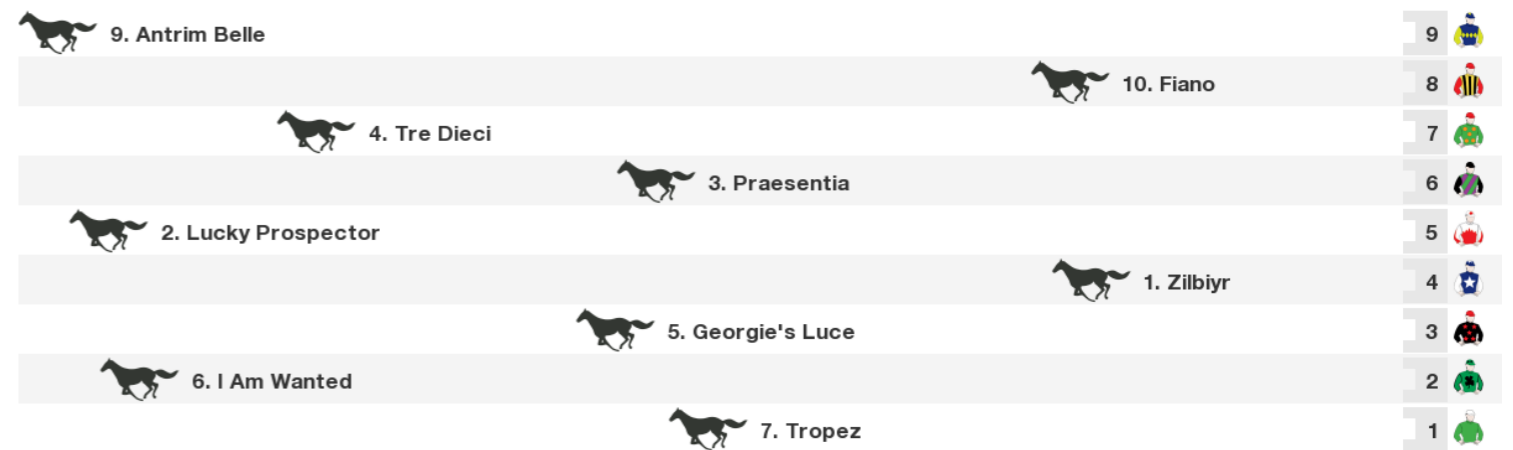 9. Antrim Belle 9
10. Fiano 8
4. Tre Dieci 7
3. Praesentia 6
2. Lucky Prospector 5
1. Zilbiyr 4
5. Georgie's Luce 3
6. I Am Wanted 2
7. Tropez 1